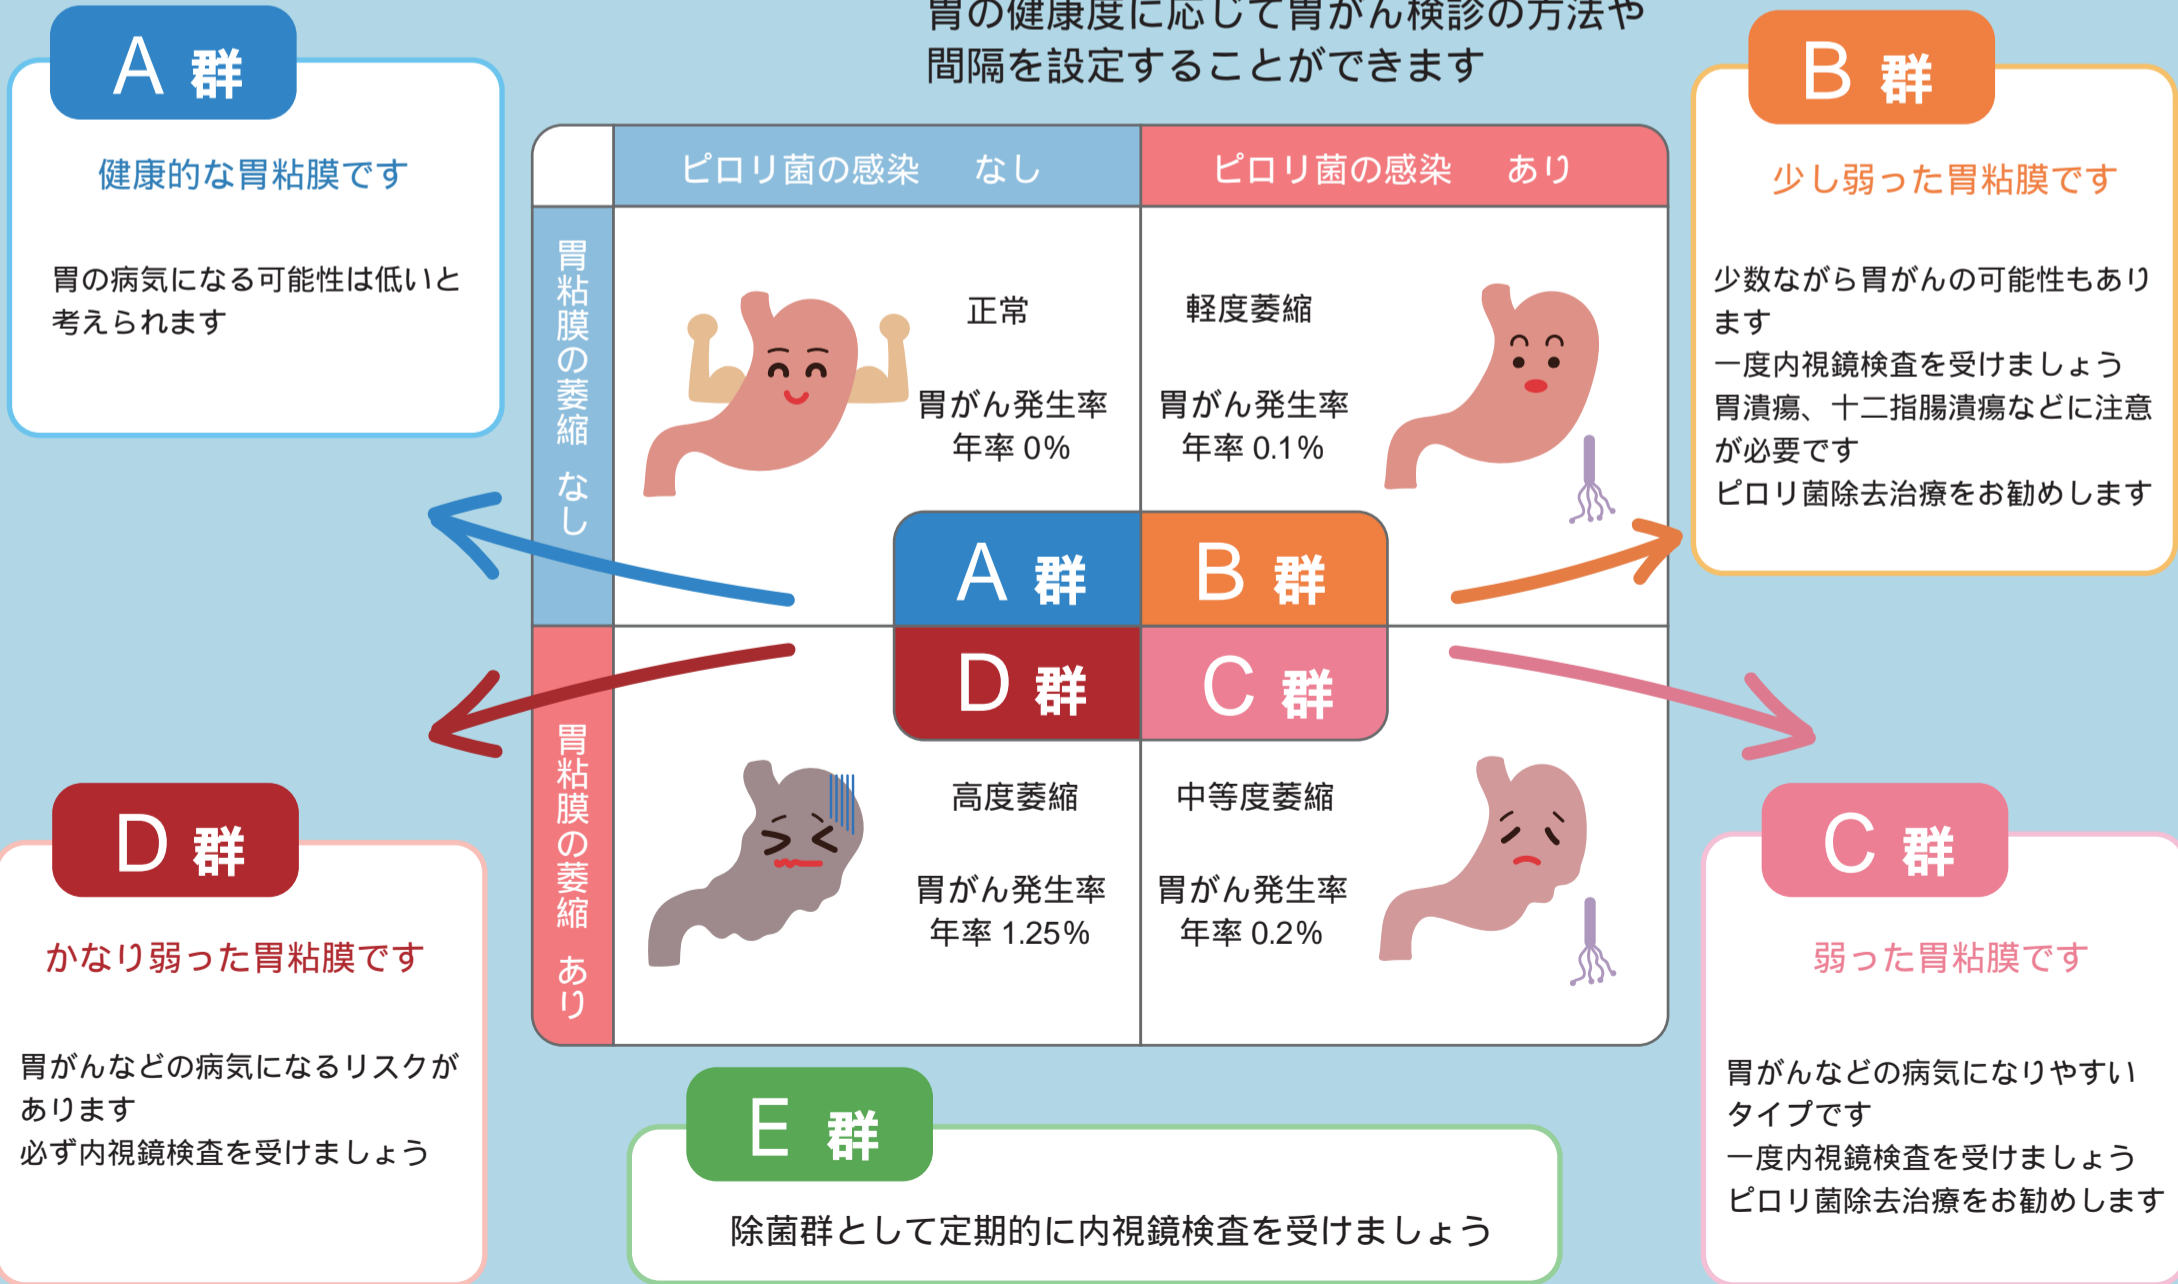 胃の健康度に応じて胃がん検診の方法や
間隔を設定することができます
A 群
健康的な胃粘膜です
胃の病気になる可能性は低いと
考えられます
B 群
少し弱った胃粘膜です
少数ながら胃がんの可能性もあり
ます
一度内視鏡検査を受けましょう
胃潰瘍、十二指腸潰瘍などに注意
が必要です
ピロリ菌除去治療をお勧めします
ピロリ菌の感染 なし
ピロリ菌の感染 あり
胃粘膜の萎縮 なし
正常
胃がん発生率
年率 0%
軽度萎縮
胃がん発生率
年率 0.1%
A 群
B 群
D 群
C 群
胃粘膜の萎縮 あり
高度萎縮
胃がん発生率
年率 1.25%
中等度萎縮
胃がん発生率
年率 0.2%
D 群
かなり弱った胃粘膜です
胃がんなどの病気になるリスクが
あります
必ず内視鏡検査を受けましょう
C 群
弱った胃粘膜です
胃がんなどの病気になりやすい
タイプです
一度内視鏡検査を受けましょう
ピロリ菌除去治療をお勧めします
E 群
除菌群として定期的に内視鏡検査を受けましょう